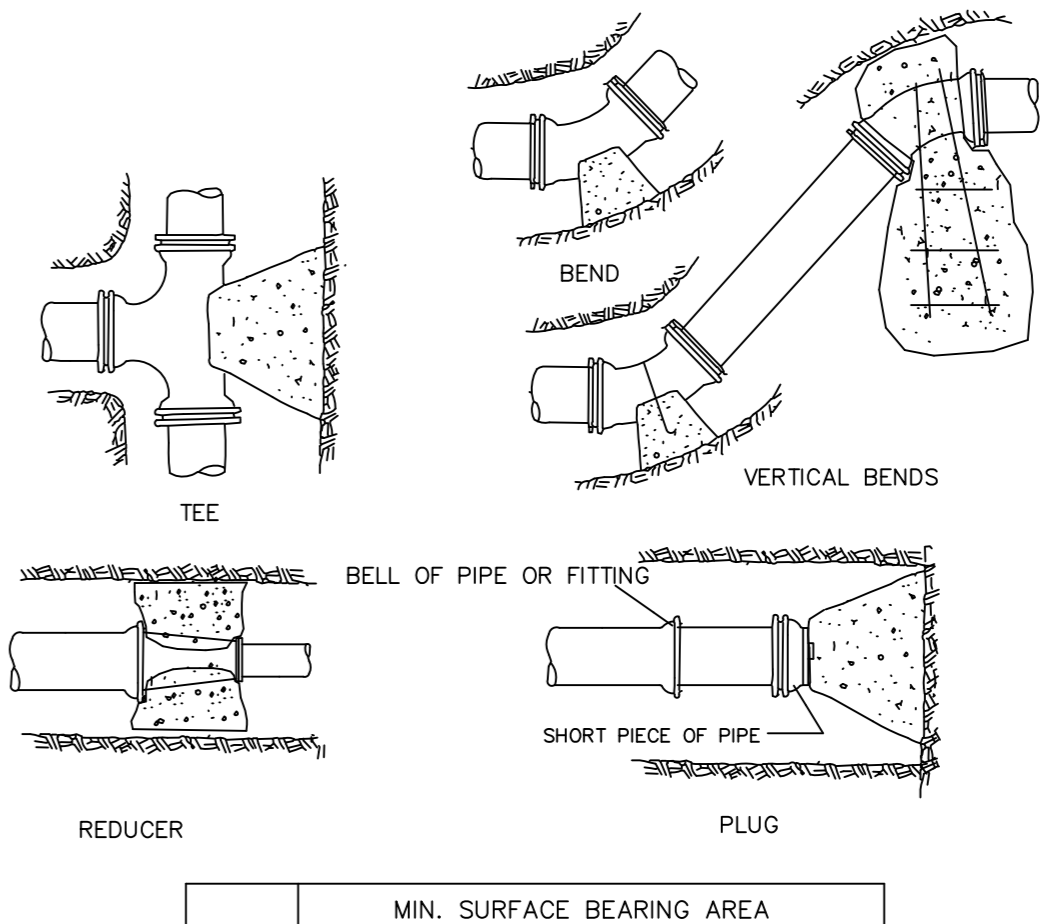 BEND
VERTICAL BENDS
TEE
BELL OF PIPE OR FITTING
SHORT PIECE OF PIPE
REDUCER
PLUG
MIN. SURFACE BEARING AREA